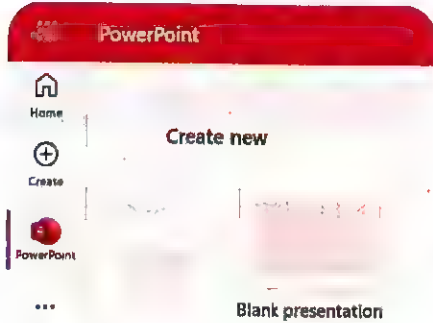 PowerPoint
Home
Create new
Create
PowerPoint
Blank presentation